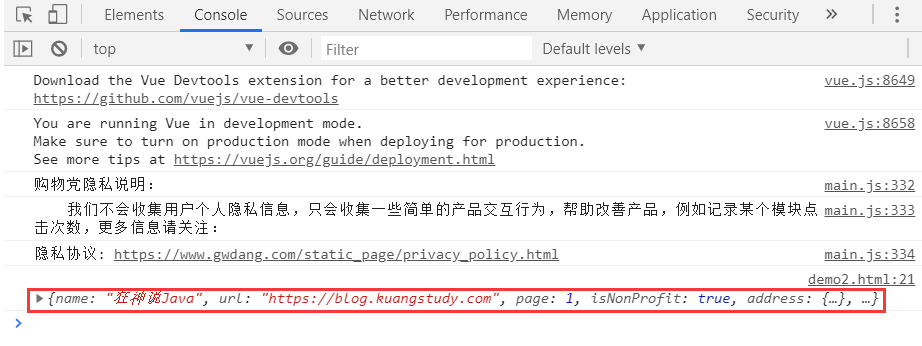 Elements Console Sources Network Performance Memory Application Security
top Filter Default levels
Download the Vue Devtools extension for a better development experience: vue.js:8649
https://github.com/vuejs/vue-devtools
You are running Vue in development mode. vue.js:8658
Make sure to turn on production mode when deploying for production.
See more tips at https://vuejs.org/guide/deployment.html
购物党隐私说明: main.js:332
我们不会收集用户个人隐私信息，只会收集一些简单的产品交互行为，帮助改善产品，例如记录某个模块点 main.js:333
击次数，更多信息请关注:
隐私协议: https://www.gwdang.com/static_page/privacy_policy.html main.js:334
demo2.html:21
{name: "狂神说Java", url: "https://blog.kuangstudy.com", page: 1, isNonProfit: true, address: {…}, …}